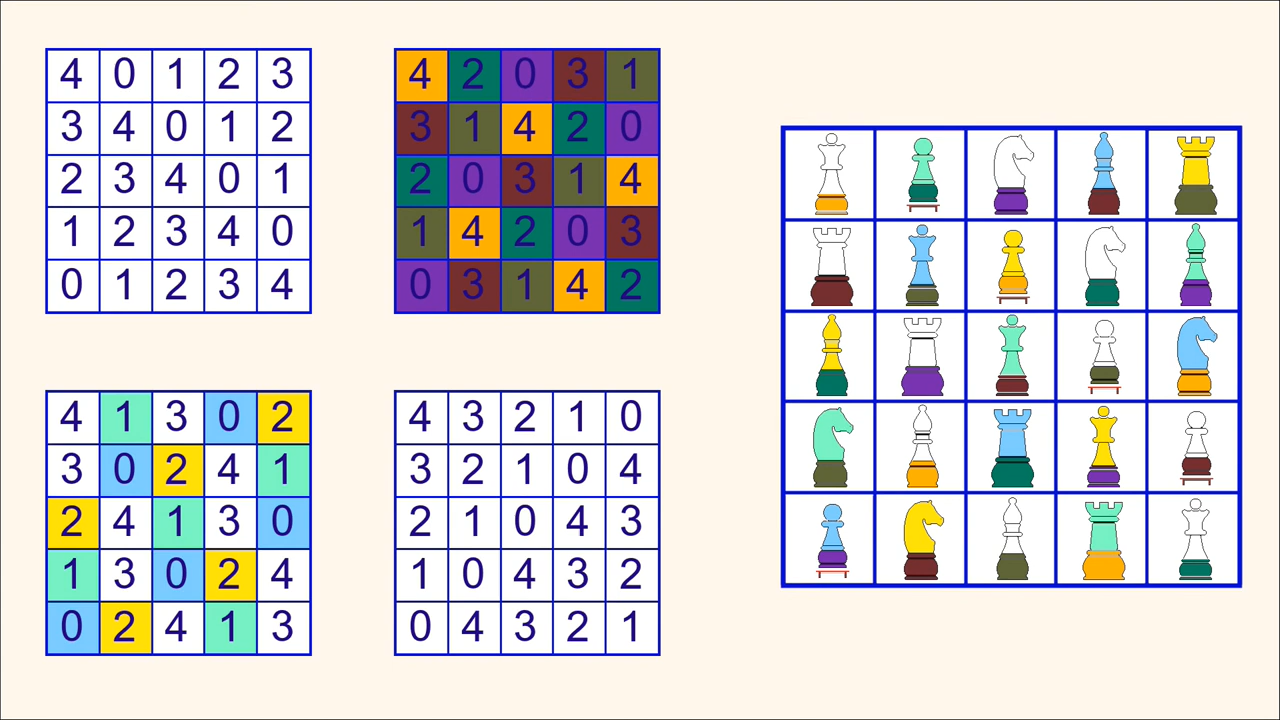 4 0 1 2 3
3 4 0 1 2
2 3 4 0 1
1 2 3 4 0
0 1 2 3 4
4 2 0 3 1
3 1 4 2 0
2 0 3 1 4
1 4 2 0 3
0 3 1 4 2
4 1 3 0 2
3 0 2 4 1
2 4 1 3 0
1 3 0 2 4
0 2 4 1 3
4 3 2 1 0
3 2 1 0 4
2 1 0 4 3
1 0 4 3 2
0 4 3 2 1